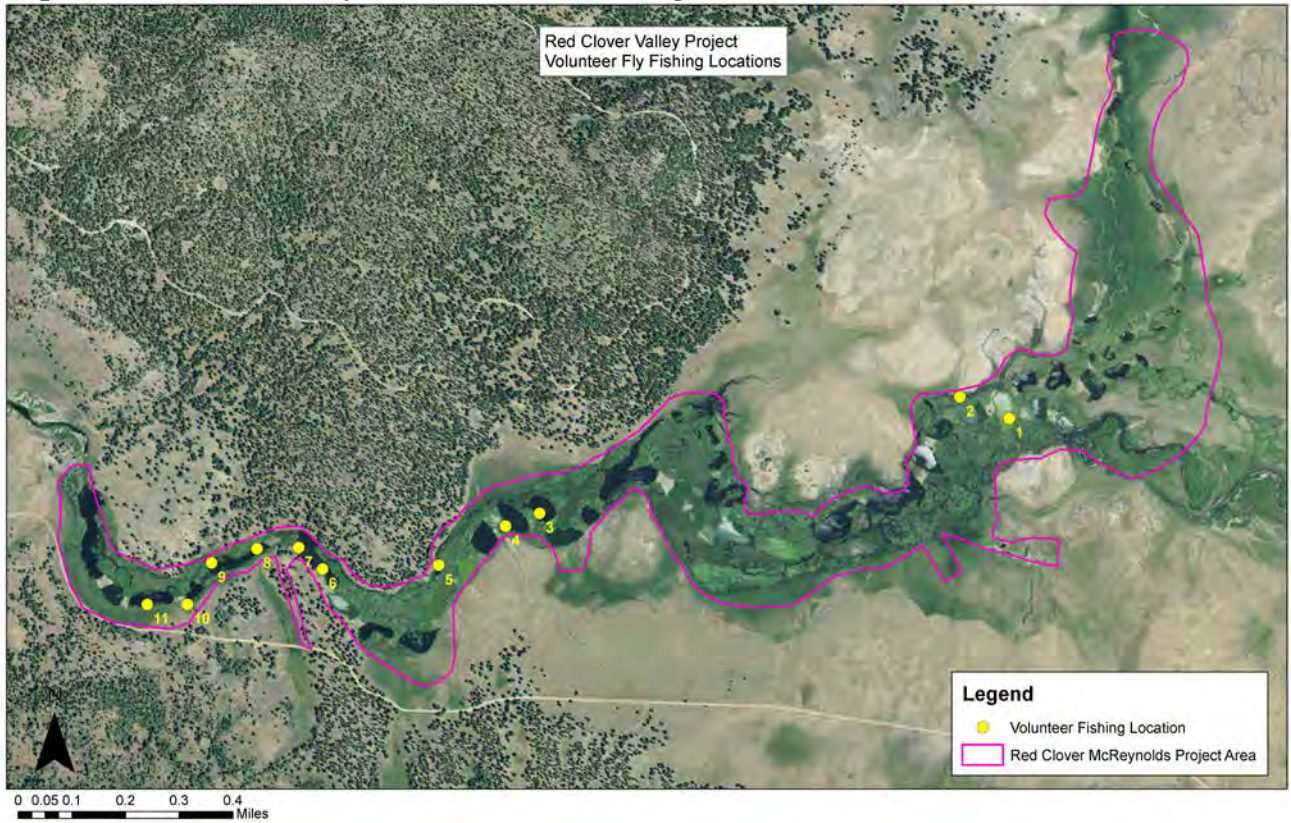 Red Clover Valley Project
Volunteer Fly Fishing Locations
2
1
3
4
5
7
8
6
9
11
10
N
Legend
Volunteer Fishing Location
Red Clover McReynolds Project Area
0 0.05 0.1 0.2 0.3 0.4
Miles